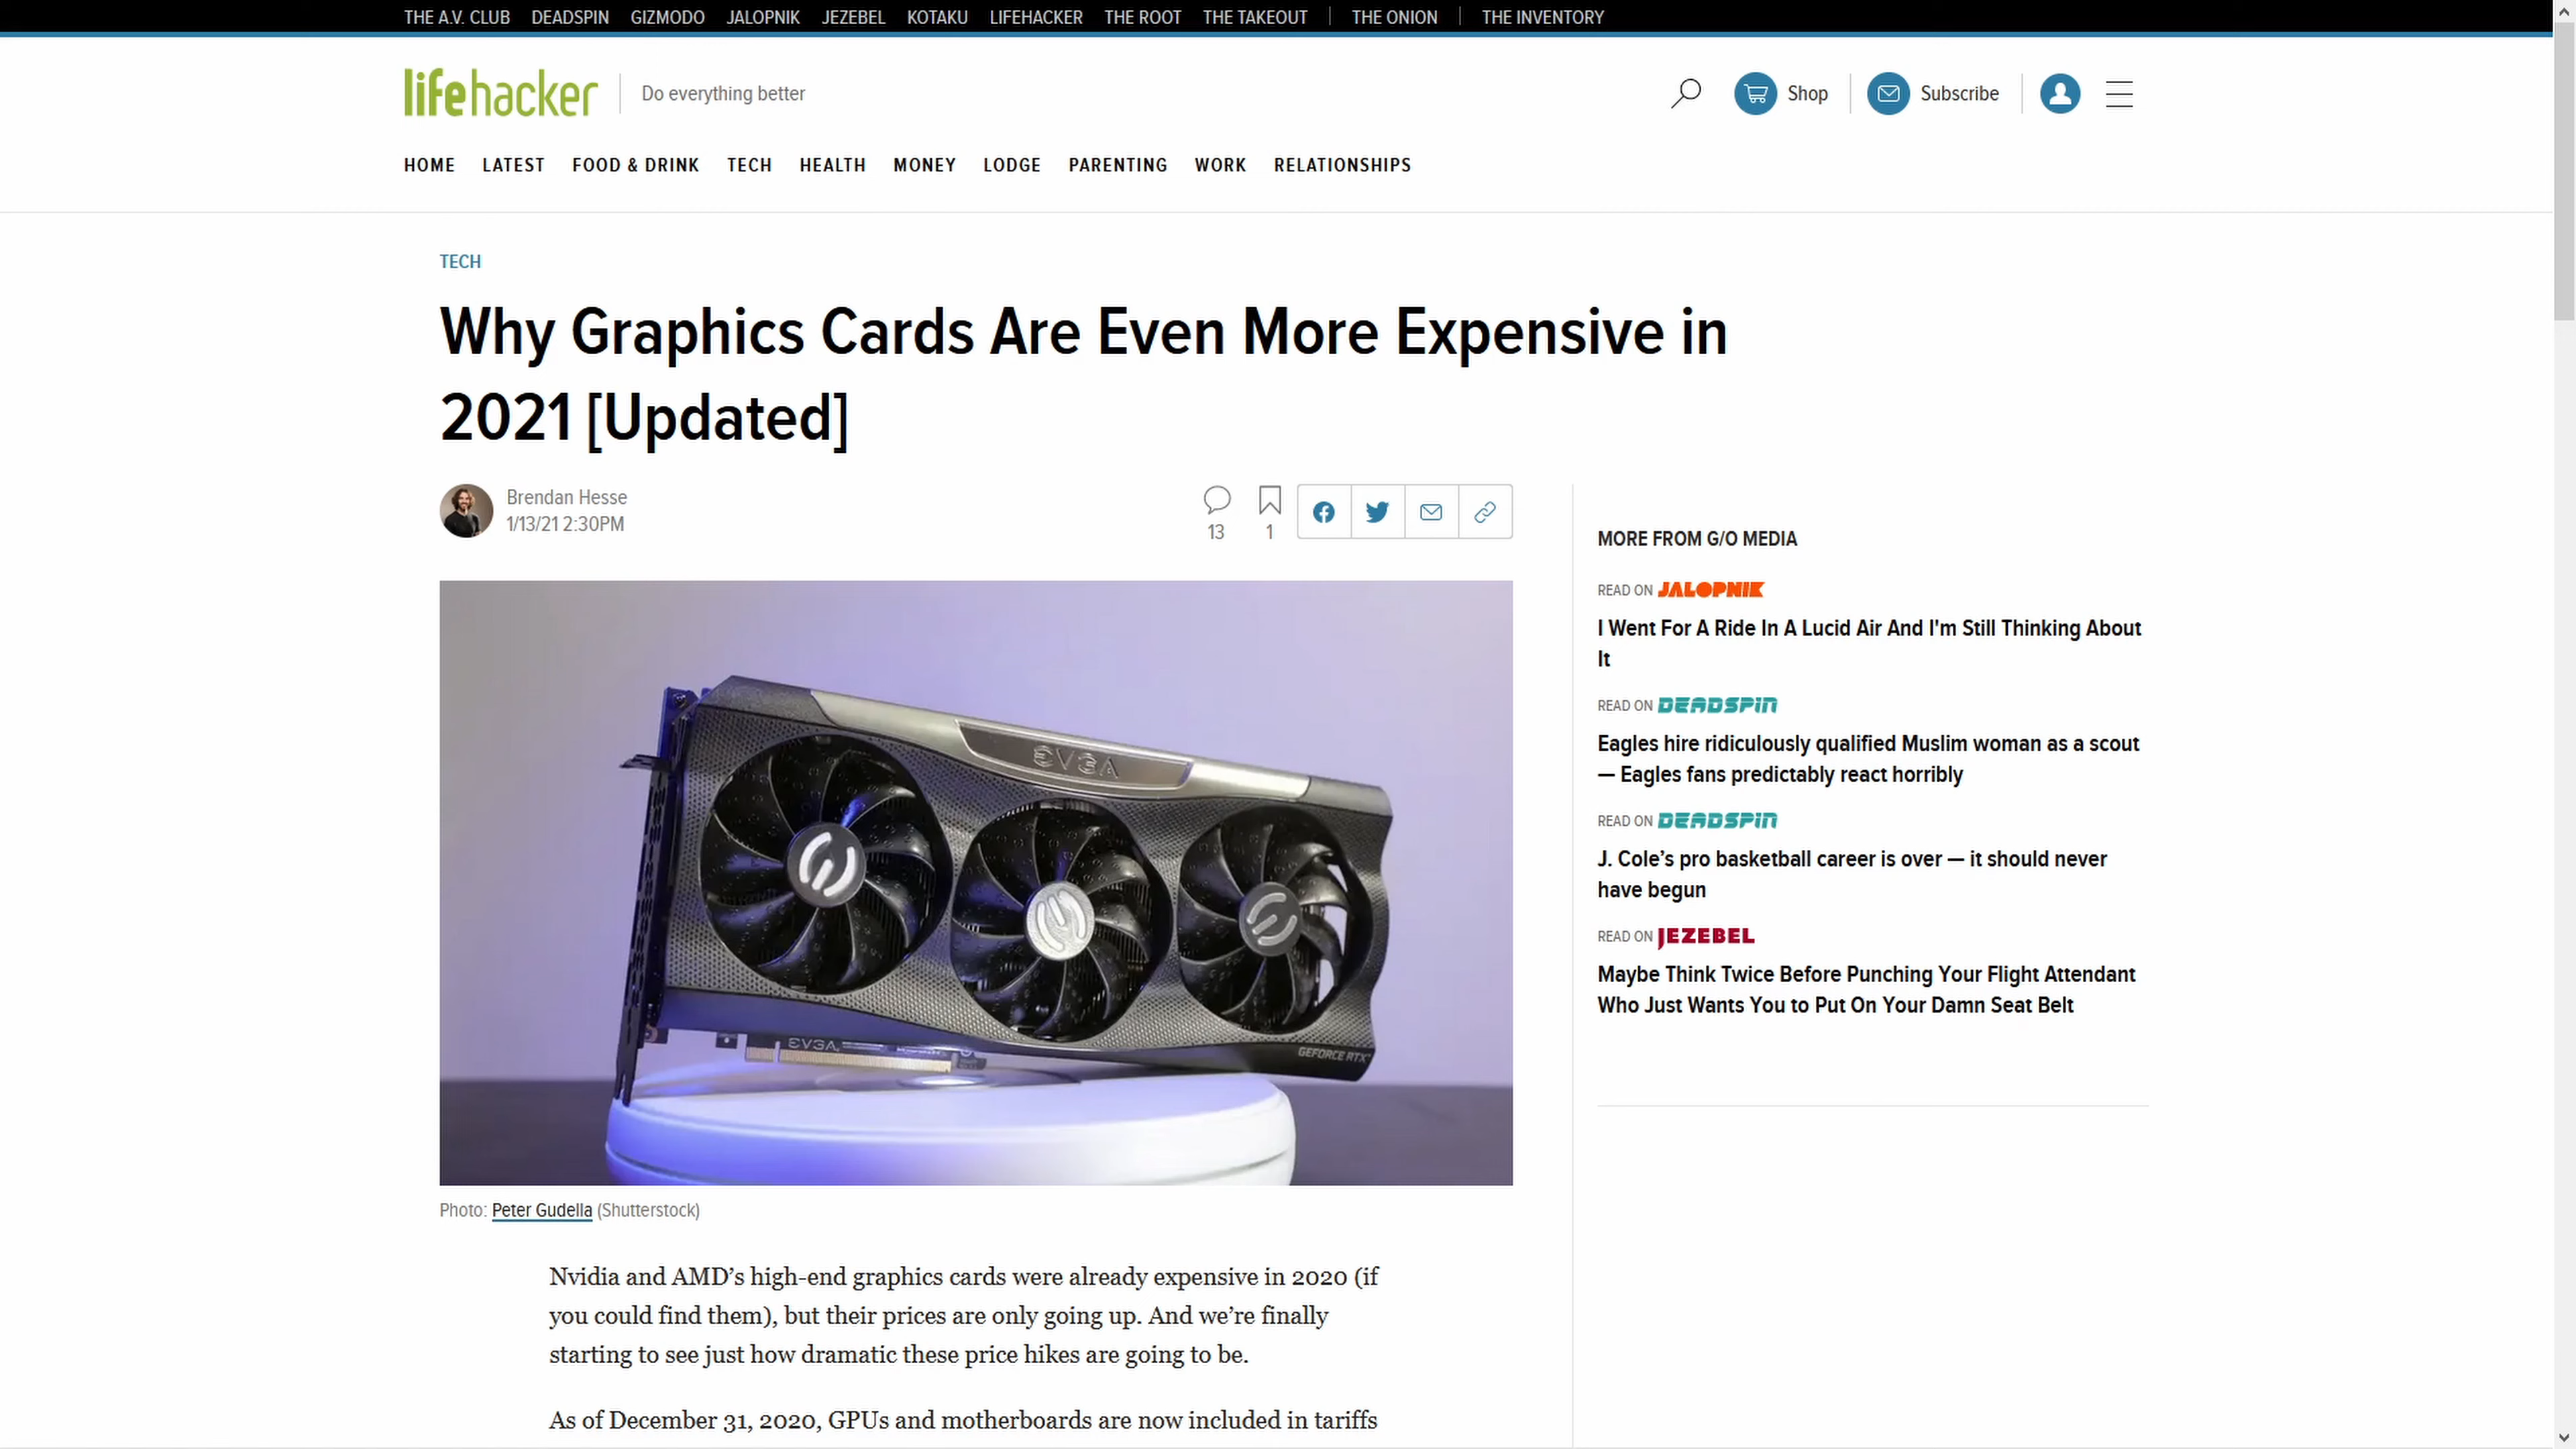 THE A.V. CLUB DEADSPIN GIZMODO JALOPNIK JEZEBEL KOTAKU LIFEHACKER THE ROOT THE TAKEOUT THE ONION THE INVENTORY
lifehacker Do everything better
Shop Subscribe
HOME LATEST FOOD & DRINK TECH HEALTH MONEY LODGE PARENTING WORK RELATIONSHIPS
TECH
Why Graphics Cards Are Even More Expensive in
2021 [Updated]
Brendan Hesse
1/13/21 2:30PM
13 1
EVGA
EVGA
GEFORCE RTX
Photo: Peter Gudella (Shutterstock)
Nvidia and AMD’s high-end graphics cards were already expensive in 2020 (if
you could find them), but their prices are only going up. And we’re finally
starting to see just how dramatic these price hikes are going to be.
As of December 31, 2020, GPUs and motherboards are now included in tariffs
MORE FROM G/O MEDIA
READ ON JALOPNIK
I Went For A Ride In A Lucid Air And I'm Still Thinking About
It
READ ON DEADSPIN
Eagles hire ridiculously qualified Muslim woman as a scout
— Eagles fans predictably react horribly
READ ON DEADSPIN
J. Cole’s pro basketball career is over — it should never
have begun
READ ON JEZEBEL
Maybe Think Twice Before Punching Your Flight Attendant
Who Just Wants You to Put On Your Damn Seat Belt